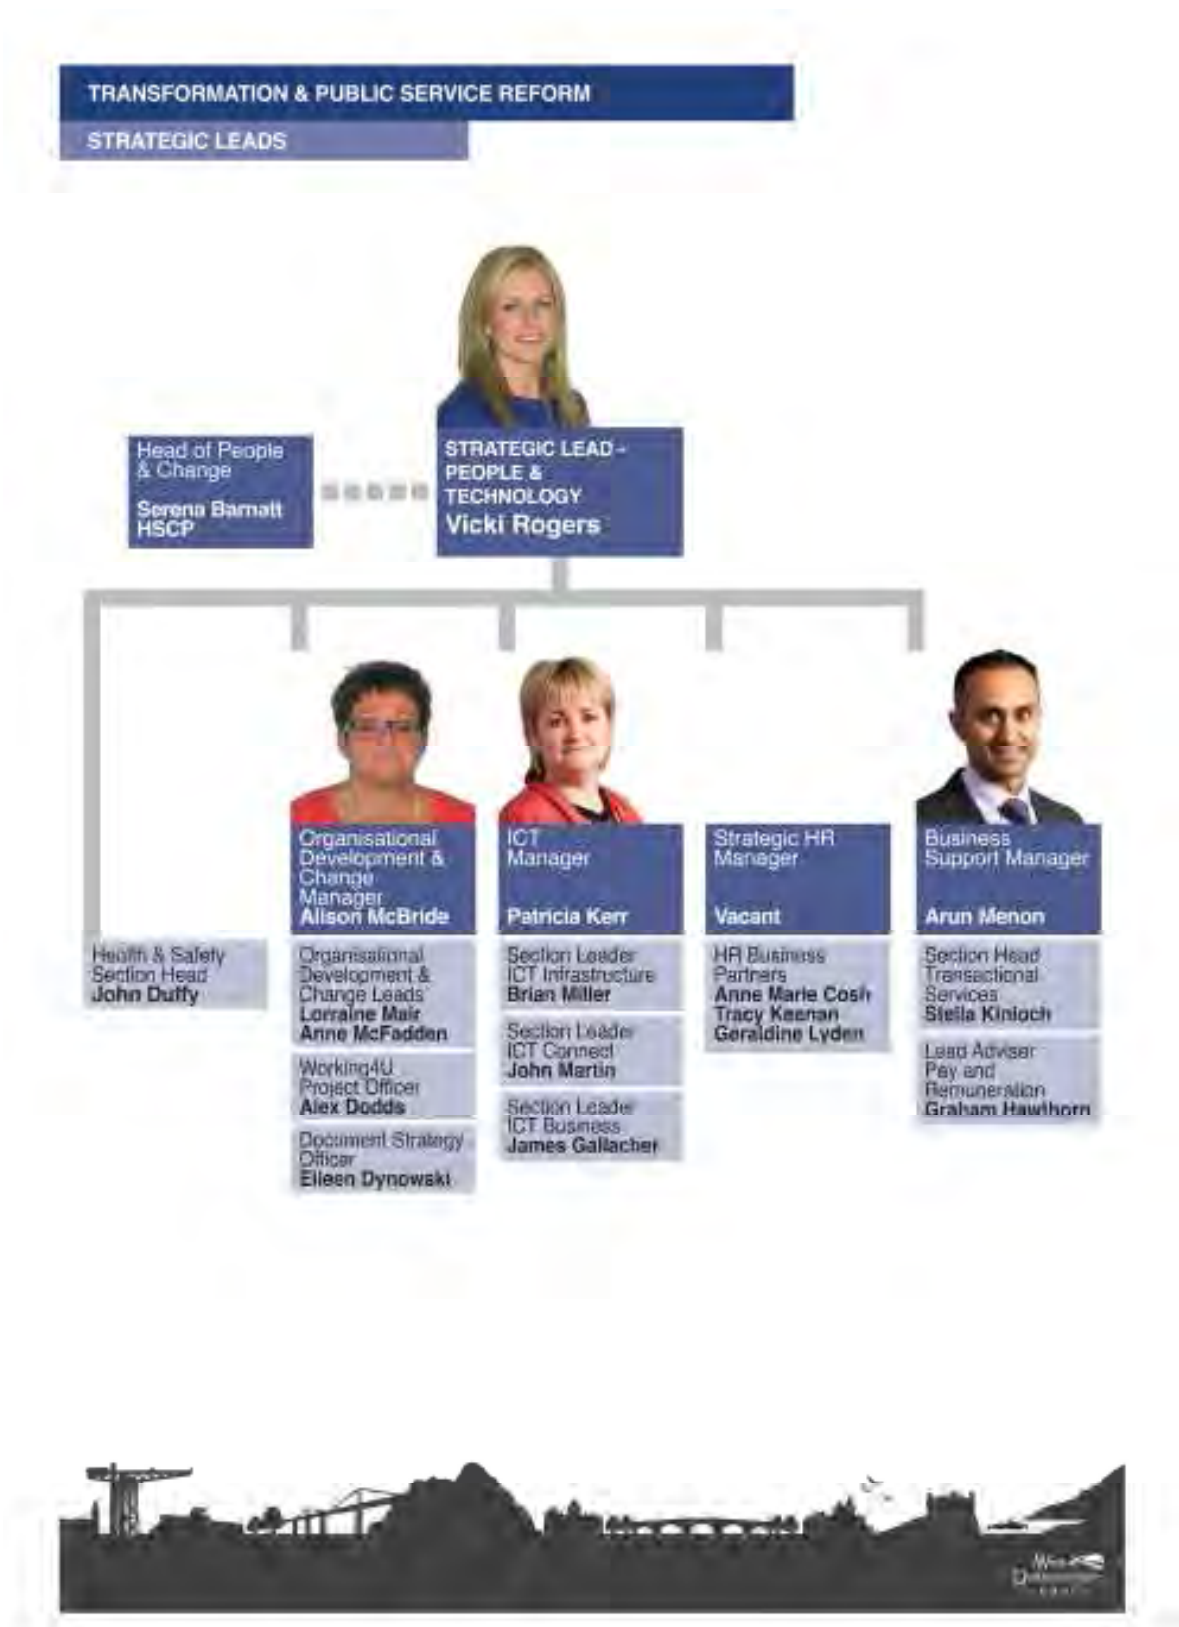 TRANSFORMATION & PUBLIC SERVICE REFORM
STRATEGIC LEADS
Head of People
& Change
Serena Barnatt
HSCP
STRATEGIC LEAD -
PEOPLE &
TECHNOLOGY
Vicki Rogers
Health & Safety
Section Head
John Duffy
Organisational
Development &
Change
Manager
Alison McBride
Organisational
Development &
Change Leads
Lorraine Mair
Anne McFadden
Working4U
Project Officer
Alex Dodds
Document Strategy
Officer
Eileen Dynowski
ICT
Manager
Patricia Kerr
Section Leader
ICT Infrastructure
Brian Miller
Section Leader
ICT Connect
John Martin
Section Leader
ICT Business
James Gallacher
Strategic HR
Manager
Vacant
HR Business
Partners
Anne Marie Cosh
Tracy Keenan
Geraldine Lyden
Business
Support Manager
Arun Menon
Section Head
Transactional
Services
Stella Kinloch
Lead Adviser
Pay and
Remuneration
Graham Hawthorn